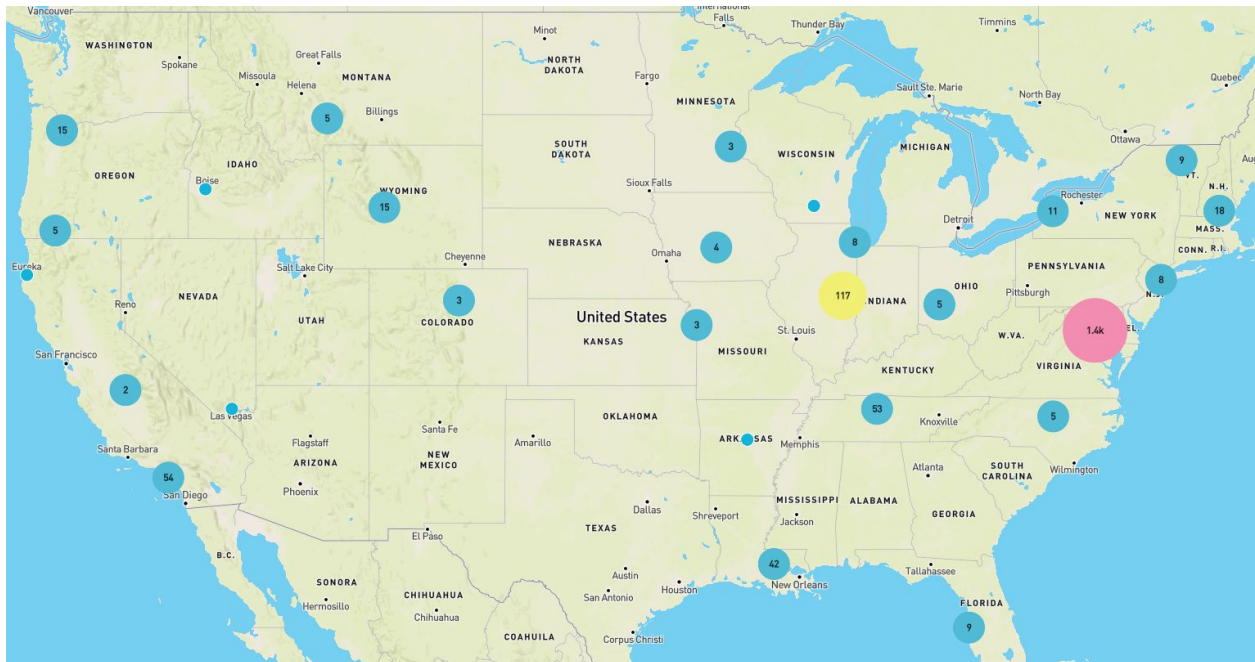 Vancouver
International
Falls
Thunder Bay
Timmins
WASHINGTON
Spokane
Great Falls
Minot
NORTH
DAKOTA
Missoula
Helena
MONTANA
Fargo
Quebec
Sault Ste. Marie
North Bay
MINNESOTA
Billings
5
15
Ottawa
3
WISCONSIN
MICHIGAN
SOUTH
DAKOTA
9
VT.
IDAHO
OREGON
Boise
Sioux Falls
WYOMING
15
N.H.
Rochester
11
NEW YORK
18
Detroit
MASS.
5
8
4
NEBRASKA
Omaha
CONN.
R.I.
Cheyenne
Eureka
Salt Lake City
PENNSYLVANIA
8
N.J.
Pittsburgh
OHIO
NEVADA
Reno
3
COLORADO
UTAH
117
INDIANA
5
United States
KANSAS
3
St. Louis
MISSOURI
1.4k
DEL.
W.VA.
VIRGINIA
San Francisco
KENTUCKY
2
Las Vegas
53
Knoxville
5
OKLAHOMA
Santa Fe
Amarillo
ARKANSAS
Memphis
Flagstaff
Santa Barbara
ARIZONA
NEW
MEXICO
SOUTH
CAROLINA
Wilmington
Atlanta
54
San Diego
Phoenix
MISSISSIPPI
ALABAMA
GEORGIA
Dallas
Shreveport
Jackson
TEXAS
El Paso
B.C.
42
New Orleans
Tallahassee
Austin
San Antonio
Houston
SONORA
Hermosillo
CHIHUAHUA
Chihuahua
FLORIDA
9
COAHUILA
Corpus Christi